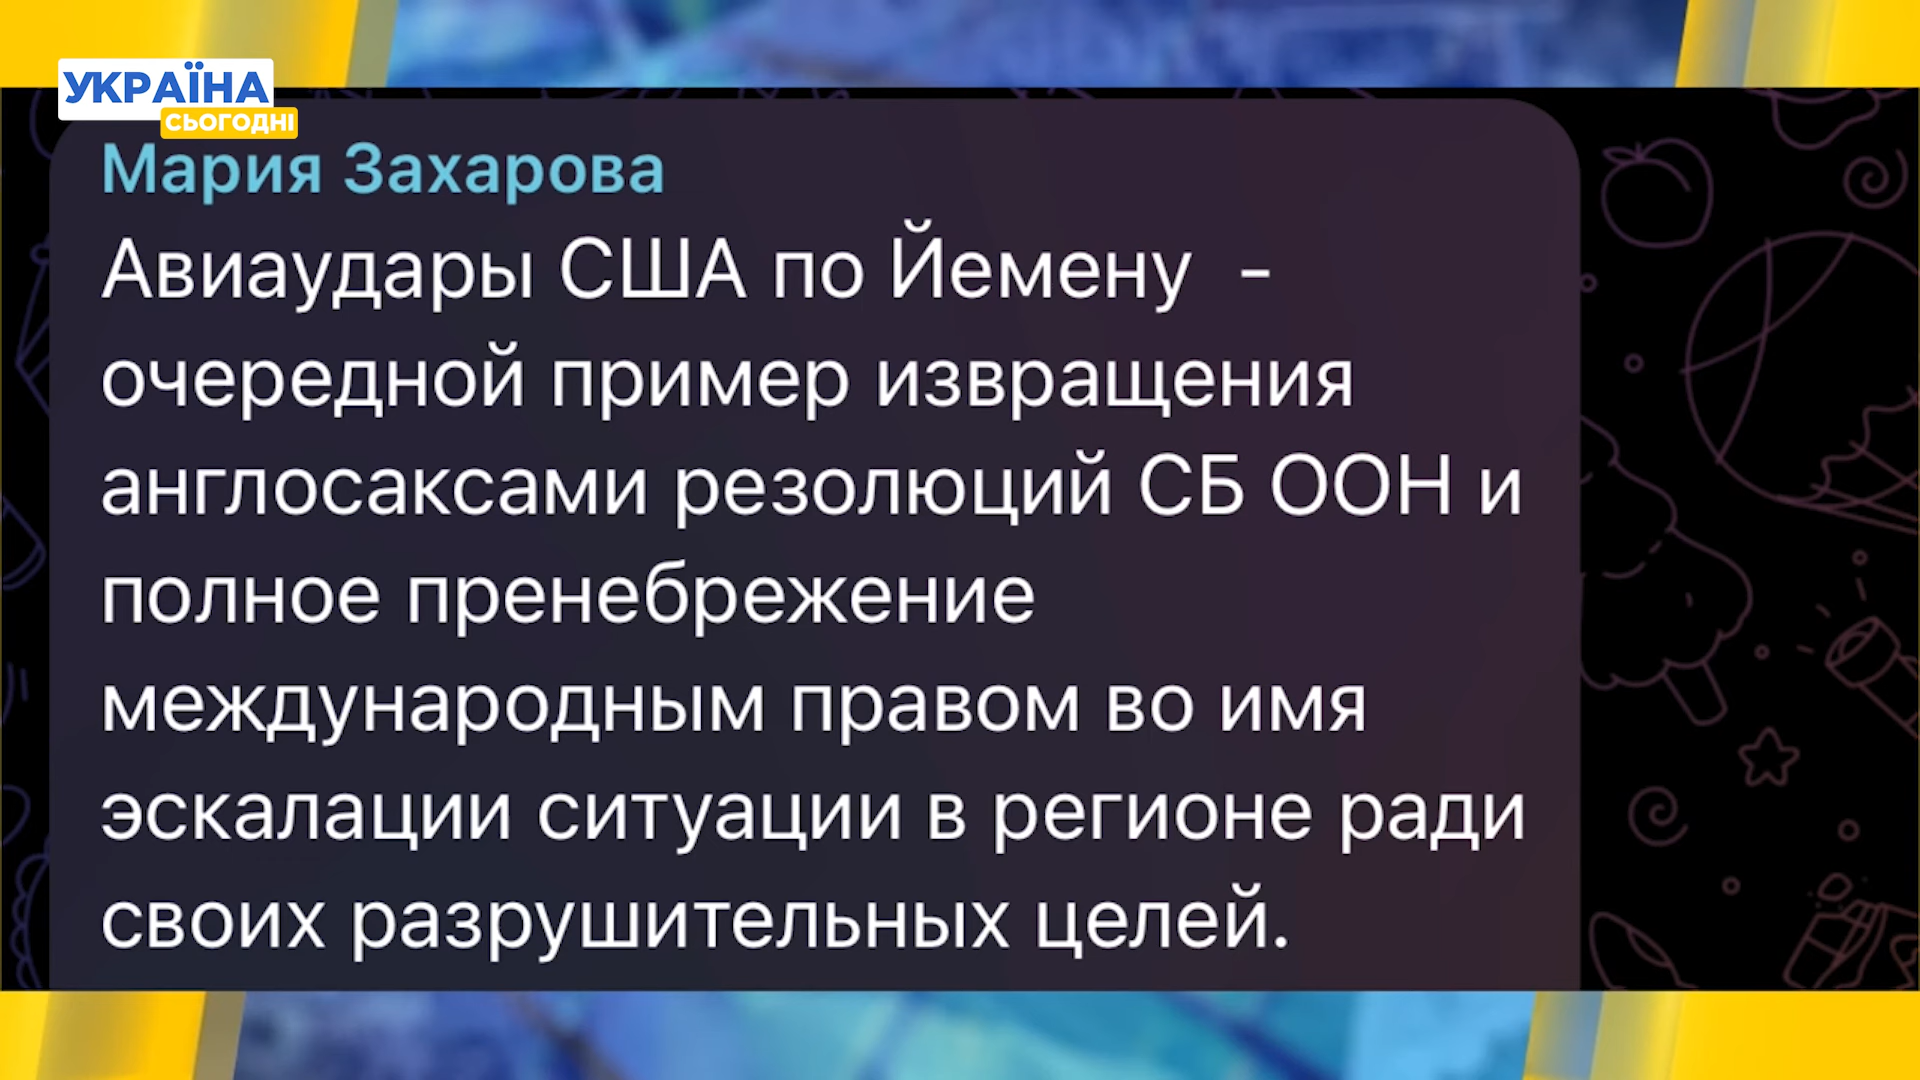 УКРАЇНА
СЬОГОДНІ
Мария Захарова
Авиаудары США по Йемену -
очередной пример извращения
англосаксами резолюций СБ ООН и
полное пренебрежение
международным правом во имя
эскалации ситуации в регионе ради
своих разрушительных целей.